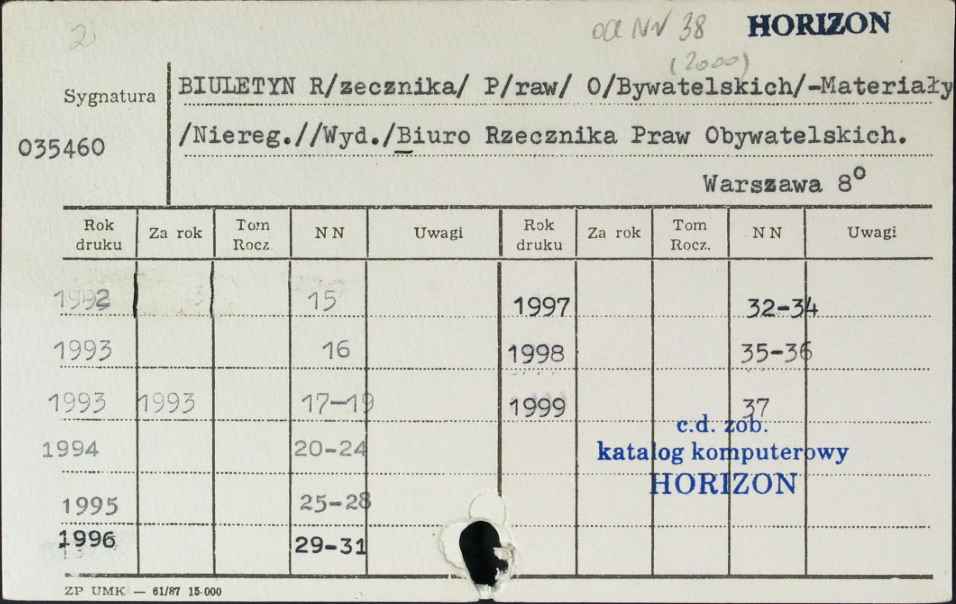 2)
od NN 38
HORIZON
(2000)
Sygnatura
BIULETYN R/zecznika/ P/raw/ O/Bywatelskich/-Materiały
035460
/Niereg.//Wyd./Biuro Rzecznika Praw Obywatelskich.
Warszawa 8°
Rok druku Za rok Tom Rocz. NN Uwagi Rok druku Za rok Tom Rocz. NN Uwagi
1992 15 1997 32-34
1993 16 1998 35-36
1993 1993 17-19 1999 37
c.d. zob.
1994 20-24
katalog komputerowy
HORIZON
1995 25-28
1996 29-31
ZP UMK — 61/87 15-000